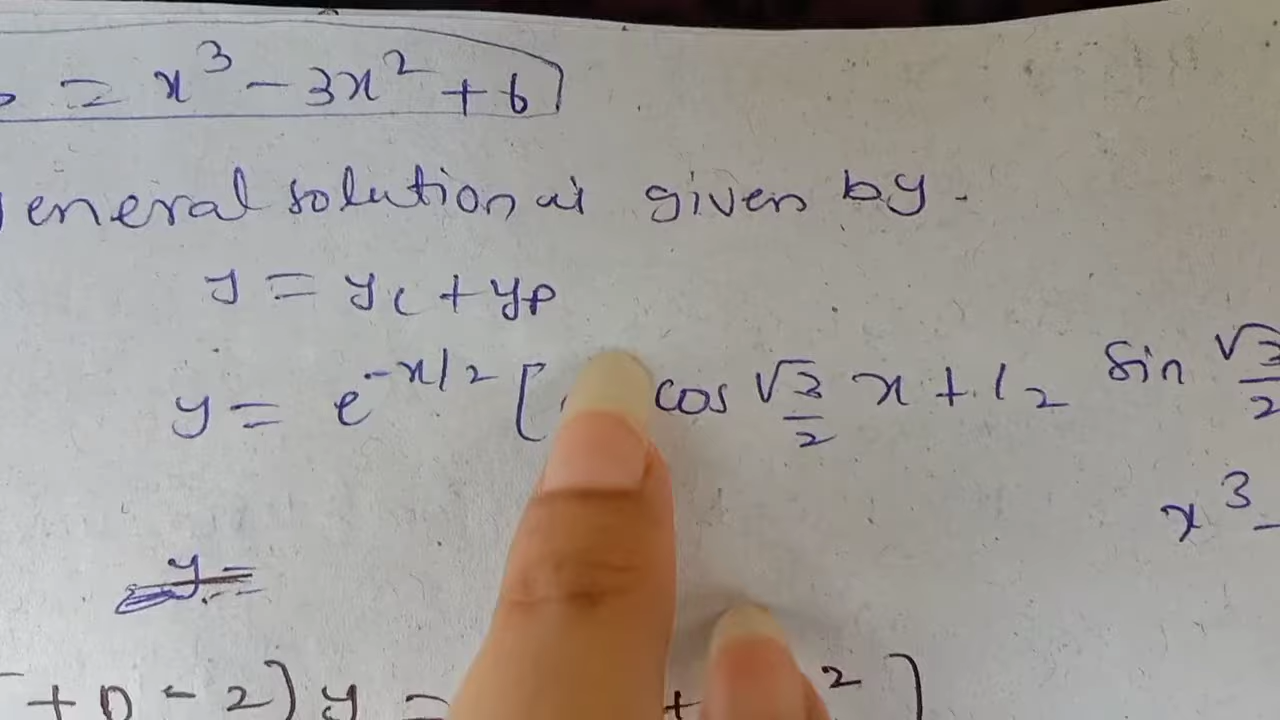 = x³ - 3x² + 6
eneral solution is given by.
y = yc + yp
y = e^-x/2 [ cos √3/2 x + c2 sin √3/2
x³ -
y =
+ D - 2) y = + ²)